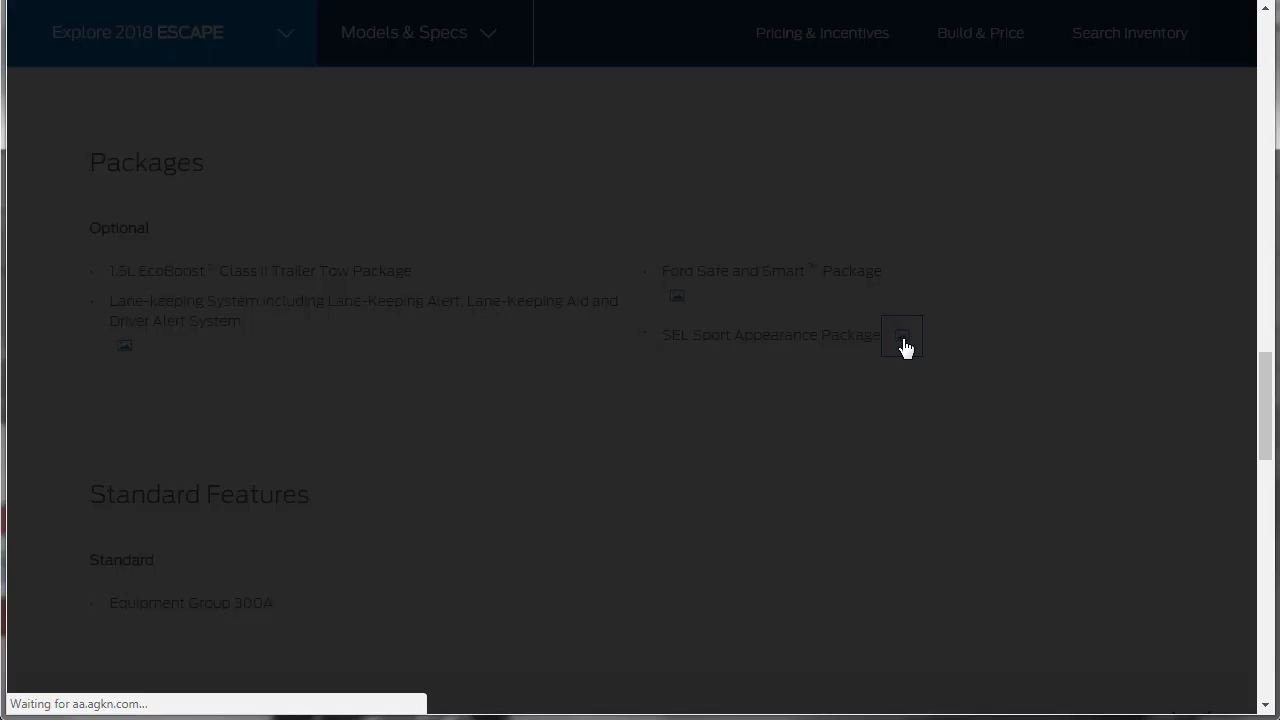 Explore 2018 ESCAPE
Models & Specs
Pricing & Incentives
Build & Price
Search Inventory
Packages
Optional
· 1.5L EcoBoost® Class II Trailer Tow Package
· Lane-keeping System including Lane-Keeping Alert, Lane-Keeping Aid and
Driver Alert System
· Ford Safe and Smart™ Package
· SEL Sport Appearance Package
Standard Features
Standard
· Equipment Group 300A
Waiting for aa.agkn.com...